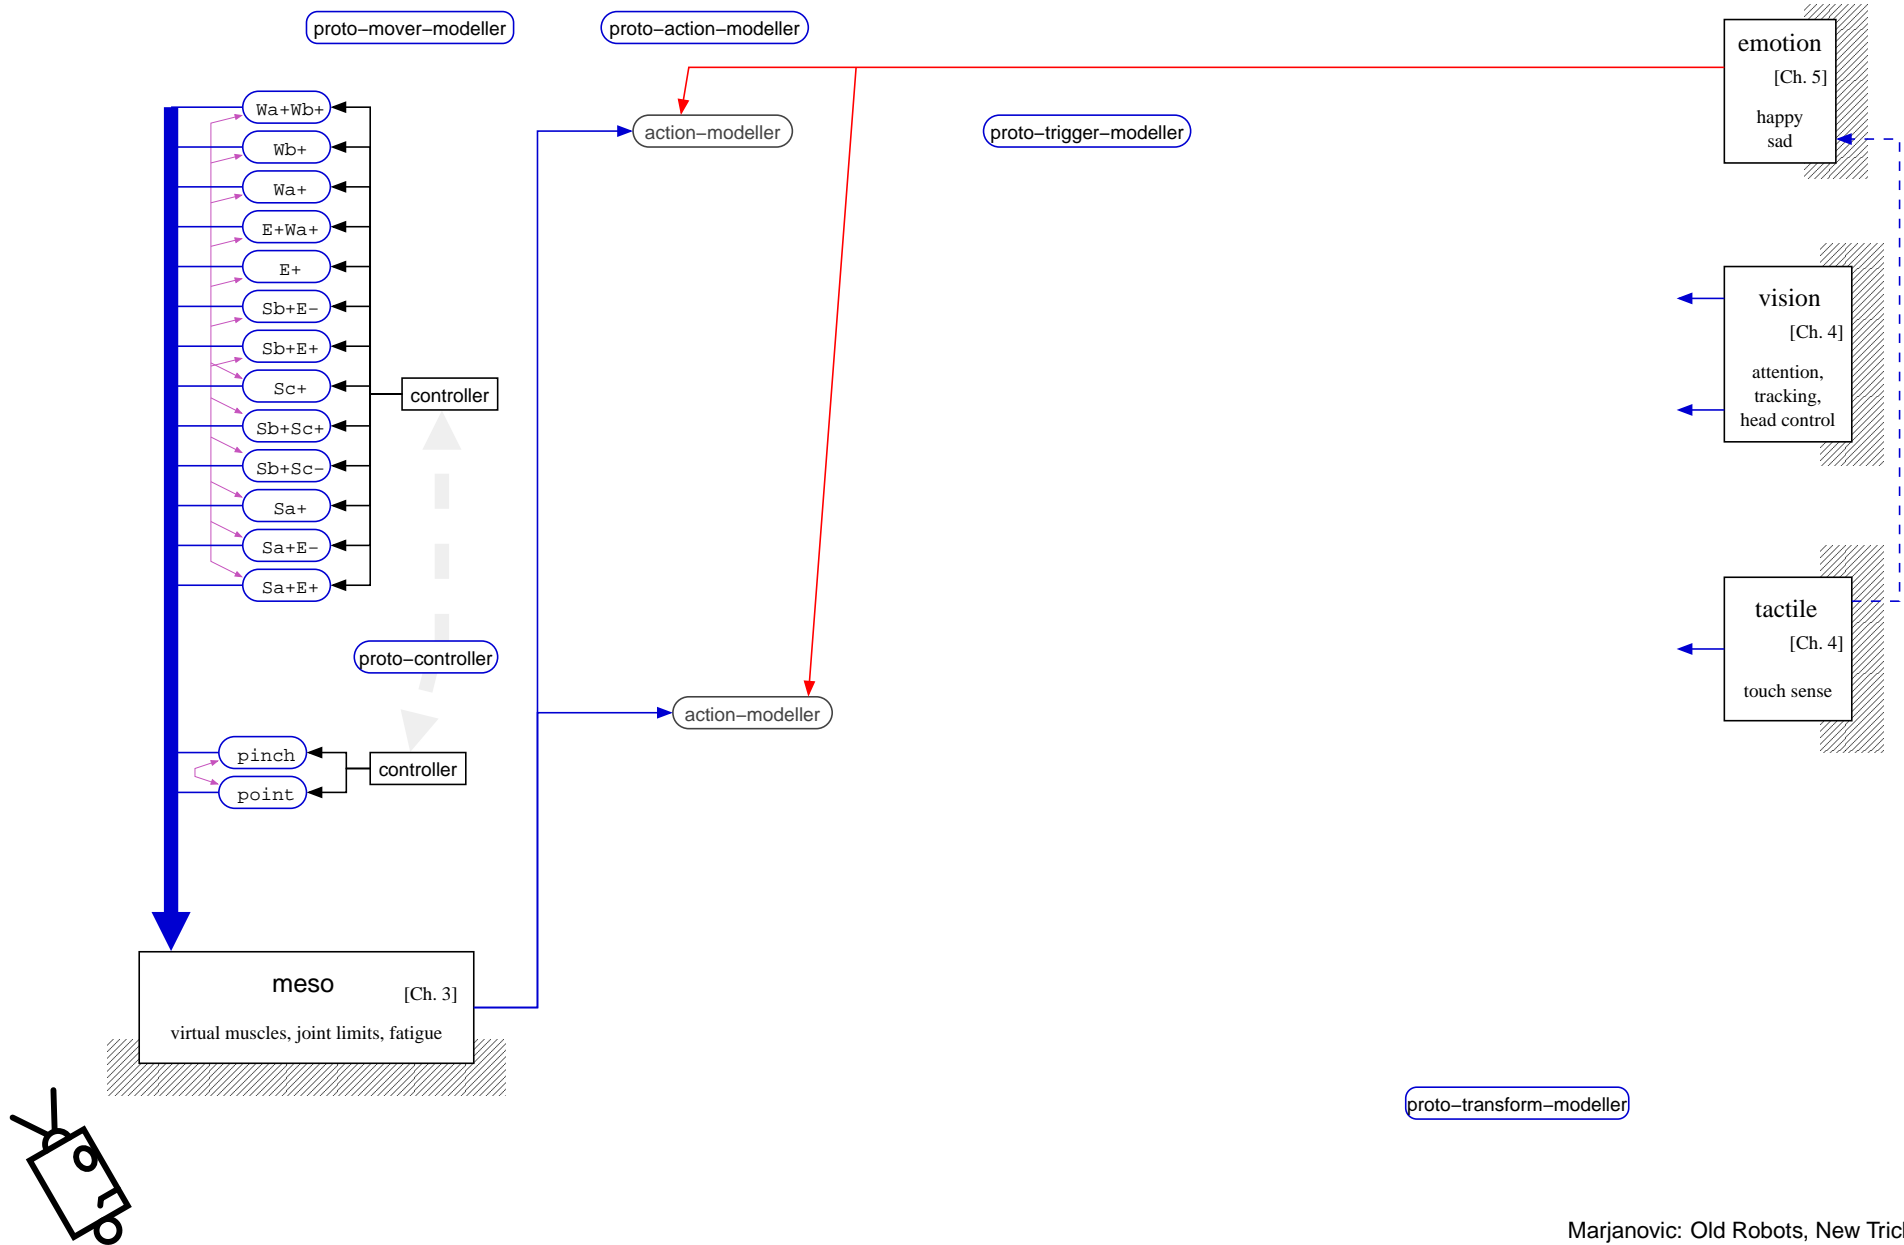 proto-mover-modeller
proto-action-modeller
emotion
[Ch. 5]
happy
sad
Wa+Wb+
Wb+
Wa+
E+Wa+
E+
Sb+E-
Sb+E+
Sc+
Sb+Sc+
Sb+Sc-
Sa+
Sa+E-
Sa+E+
controller
action-modeller
proto-trigger-modeller
vision
[Ch. 4]
attention,
tracking,
head control
tactile
[Ch. 4]
touch sense
proto-controller
action-modeller
pinch
point
controller
meso
[Ch. 3]
virtual muscles, joint limits, fatigue
proto-transform-modeller
Marjanovic: Old Robots, New